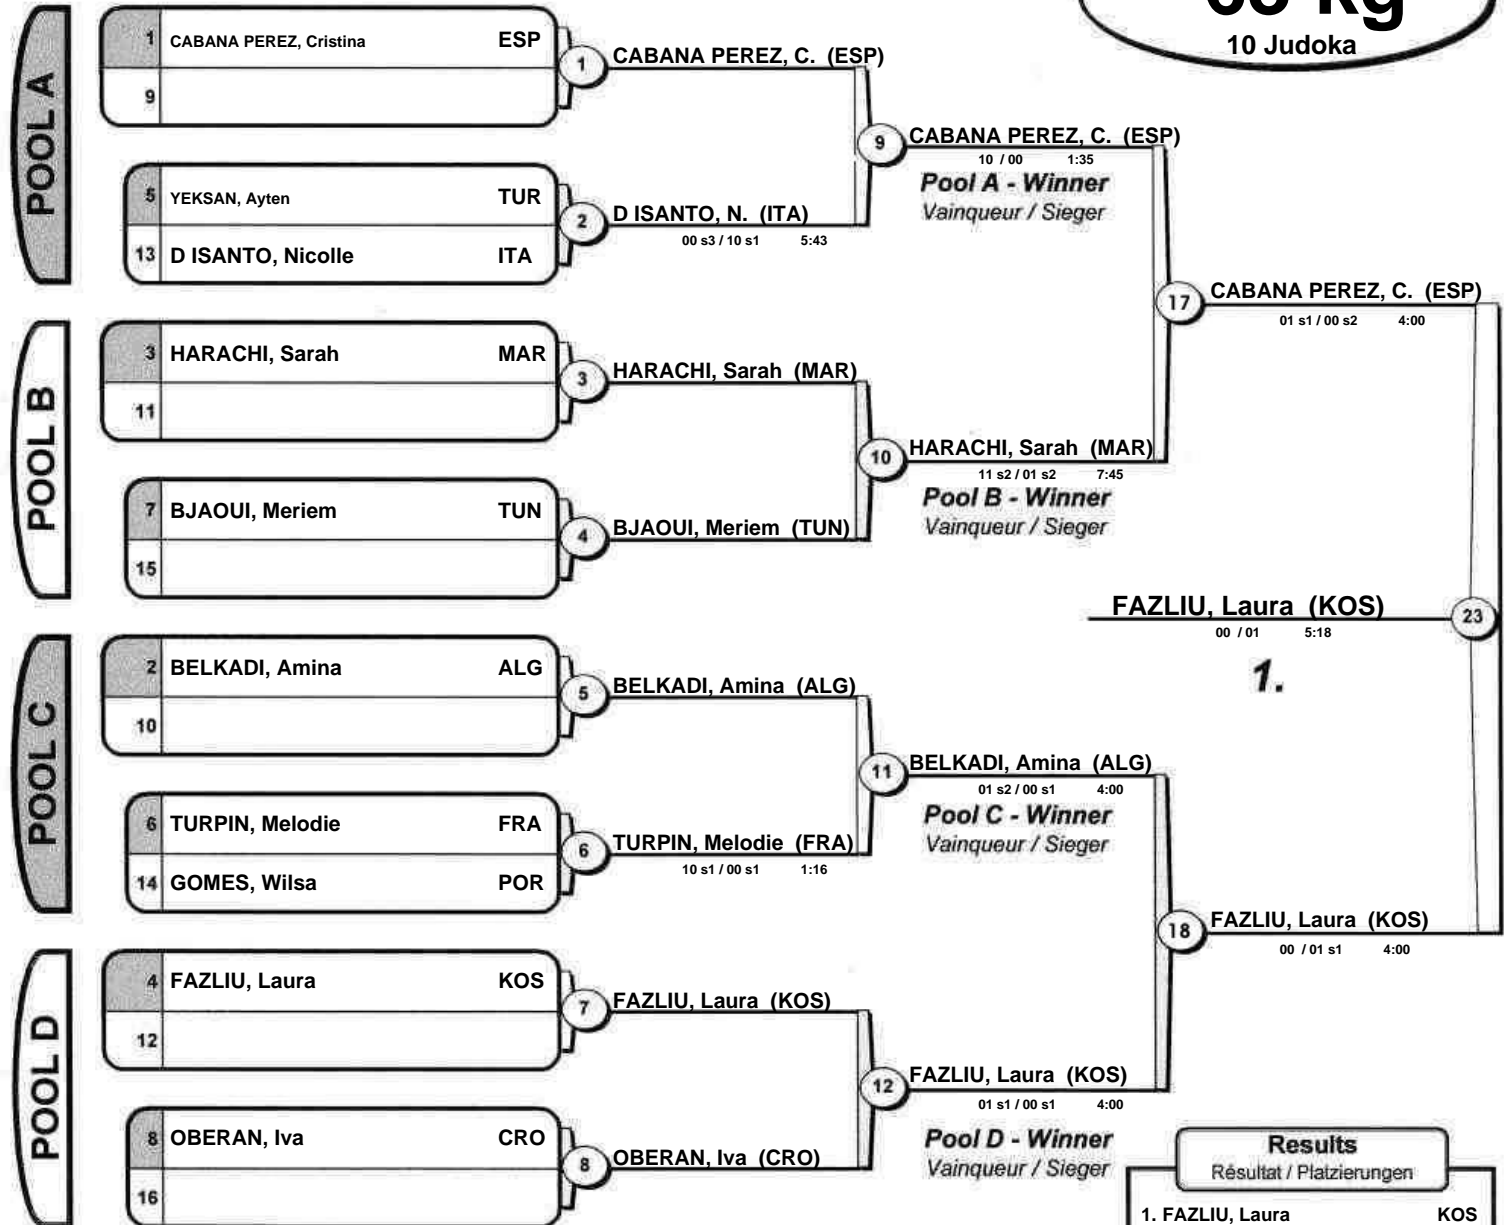 10 Judoka
POOL A
1 CABANA PEREZ, Cristina ESP
9
1
CABANA PEREZ, C. (ESP)
5 YEKSAN, Ayten TUR
13 D ISANTO, Nicolle ITA
2
D ISANTO, N. (ITA)
00 s3 / 10 s1 5:43
9
CABANA PEREZ, C. (ESP)
10 / 00 1:35
Pool A - Winner
Vainqueur / Sieger
POOL B
3 HARACHI, Sarah MAR
11
3
HARACHI, Sarah (MAR)
7 BJAOUI, Meriem TUN
15
4
BJAOUI, Meriem (TUN)
10
HARACHI, Sarah (MAR)
11 s2 / 01 s2 7:45
Pool B - Winner
Vainqueur / Sieger
17
CABANA PEREZ, C. (ESP)
01 s1 / 00 s2 4:00
FAZLIU, Laura (KOS)
00 / 01 5:18
23
1.
POOL C
2 BELKADI, Amina ALG
10
5
BELKADI, Amina (ALG)
6 TURPIN, Melodie FRA
14 GOMES, Wilsa POR
6
TURPIN, Melodie (FRA)
10 s1 / 00 s1 1:16
11
BELKADI, Amina (ALG)
01 s2 / 00 s1 4:00
Pool C - Winner
Vainqueur / Sieger
18
FAZLIU, Laura (KOS)
00 / 01 s1 4:00
POOL D
4 FAZLIU, Laura KOS
12
7
FAZLIU, Laura (KOS)
8 OBERAN, Iva CRO
16
8
OBERAN, Iva (CRO)
12
FAZLIU, Laura (KOS)
01 s1 / 00 s1 4:00
Pool D - Winner
Vainqueur / Sieger
Results
Résultat / Platzierungen
1. FAZLIU, Laura KOS